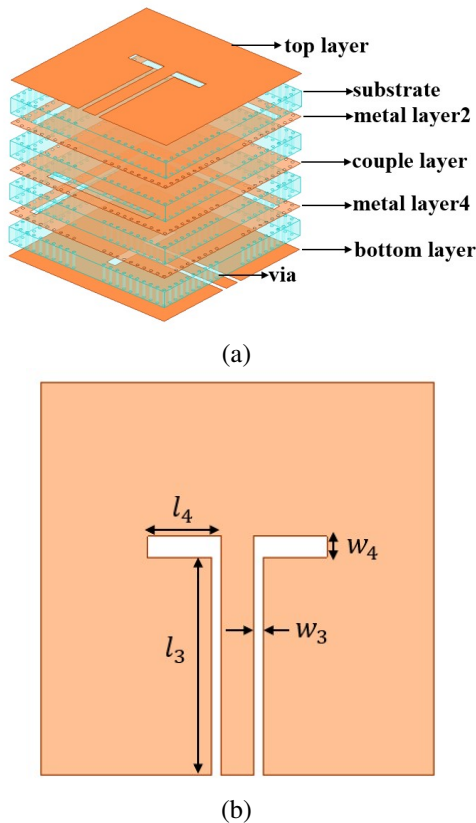 top layer
substrate
metal layer2
couple layer
metal layer4
bottom layer
via
(a)
l₄
w₄
w₃
l₃
(b)